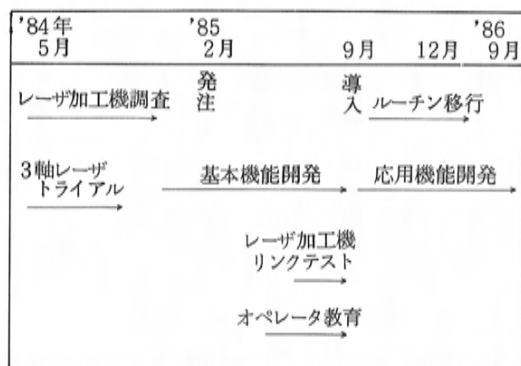 '84年 '85 '86
5月 2月 9月 12月 9月
発注 導入
レーザ加工機調査 ルーチン移行
3軸レーザ
トライアル
基本機能開発 応用機能開発
レーザ加工機
リンクテスト
オペレータ教育